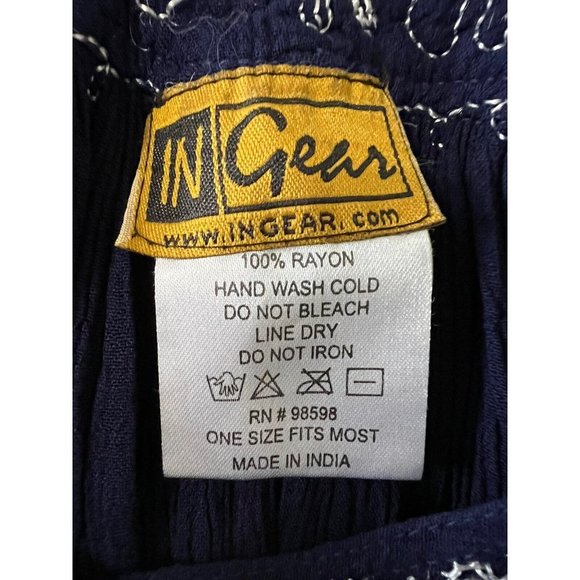 IN Gear
www.INGEAR.com
100% RAYON
HAND WASH COLD
DO NOT BLEACH
LINE DRY
DO NOT IRON
RN # 98598
ONE SIZE FITS MOST
MADE IN INDIA